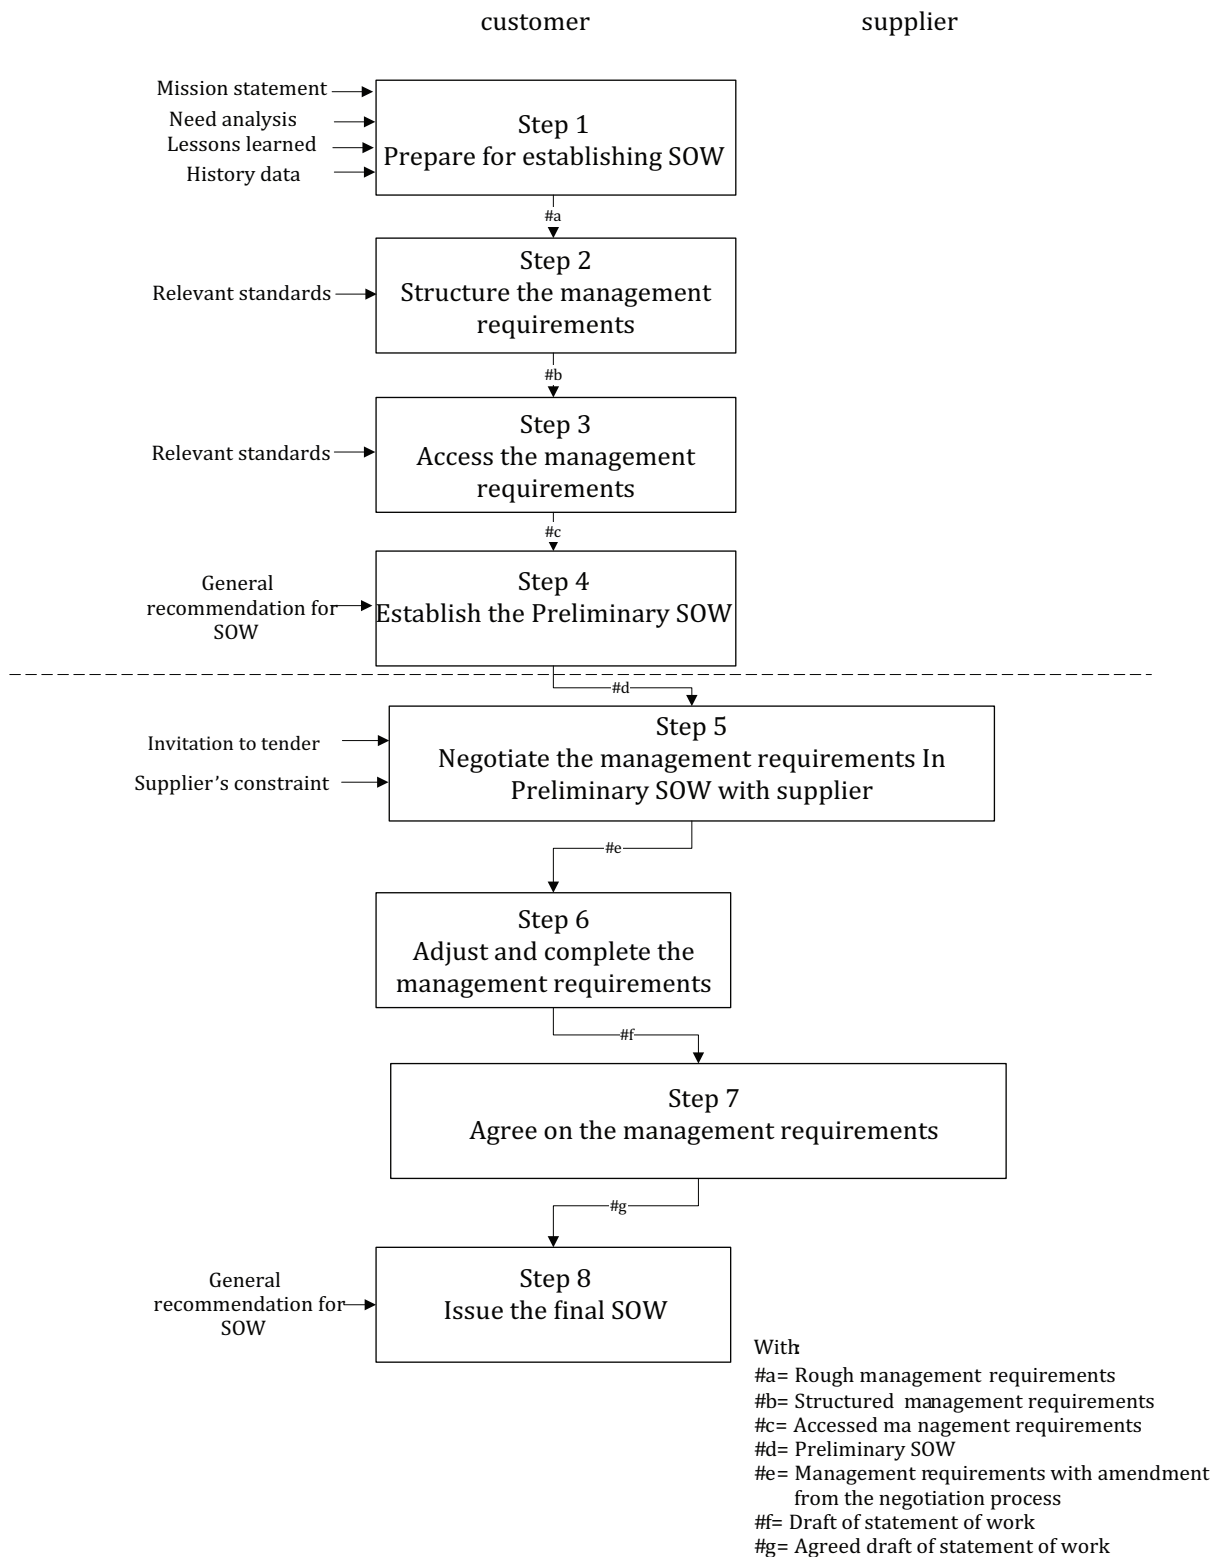 customer
supplier
Mission statement
Need analysis
Lessons learned
History data
Step 1
Prepare for establishing SOW
#a
Relevant standards
Step 2
Structure the management
requirements
#b
Relevant standards
Step 3
Access the management
requirements
#c
General
recommendation for
SOW
Step 4
Establish the Preliminary SOW
#d
Invitation to tender
Supplier's constraint
Step 5
Negotiate the management requirements In
Preliminary SOW with supplier
#e
Step 6
Adjust and complete the
management requirements
#f
Step 7
Agree on the management requirements
#g
General
recommendation for
SOW
Step 8
Issue the final SOW
With:
#a= Rough management requirements
#b= Structured management requirements
#c= Accessed ma nagement requirements
#d= Preliminary SOW
#e= Management requirements with amendment
from the negotiation process
#f= Draft of statement of work
#g= Agreed draft of statement of work